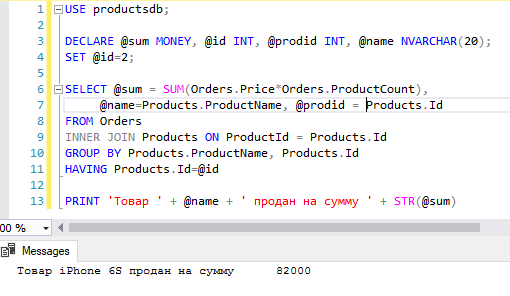 1 USE productsdb;
2
3 DECLARE @sum MONEY, @id INT, @prodid INT, @name NVARCHAR(20);
4 SET @id=2;
5
6 SELECT @sum = SUM(Orders.Price*Orders.ProductCount),
7 @name=Products.ProductName, @prodid = Products.Id
8 FROM Orders
9 INNER JOIN Products ON ProductId = Products.Id
10 GROUP BY Products.ProductName, Products.Id
11 HAVING Products.Id=@id
12
13 PRINT 'Товар ' + @name + ' продан на сумму ' + STR(@sum)
00 %
Messages
Товар iPhone 6S продан на сумму      82000